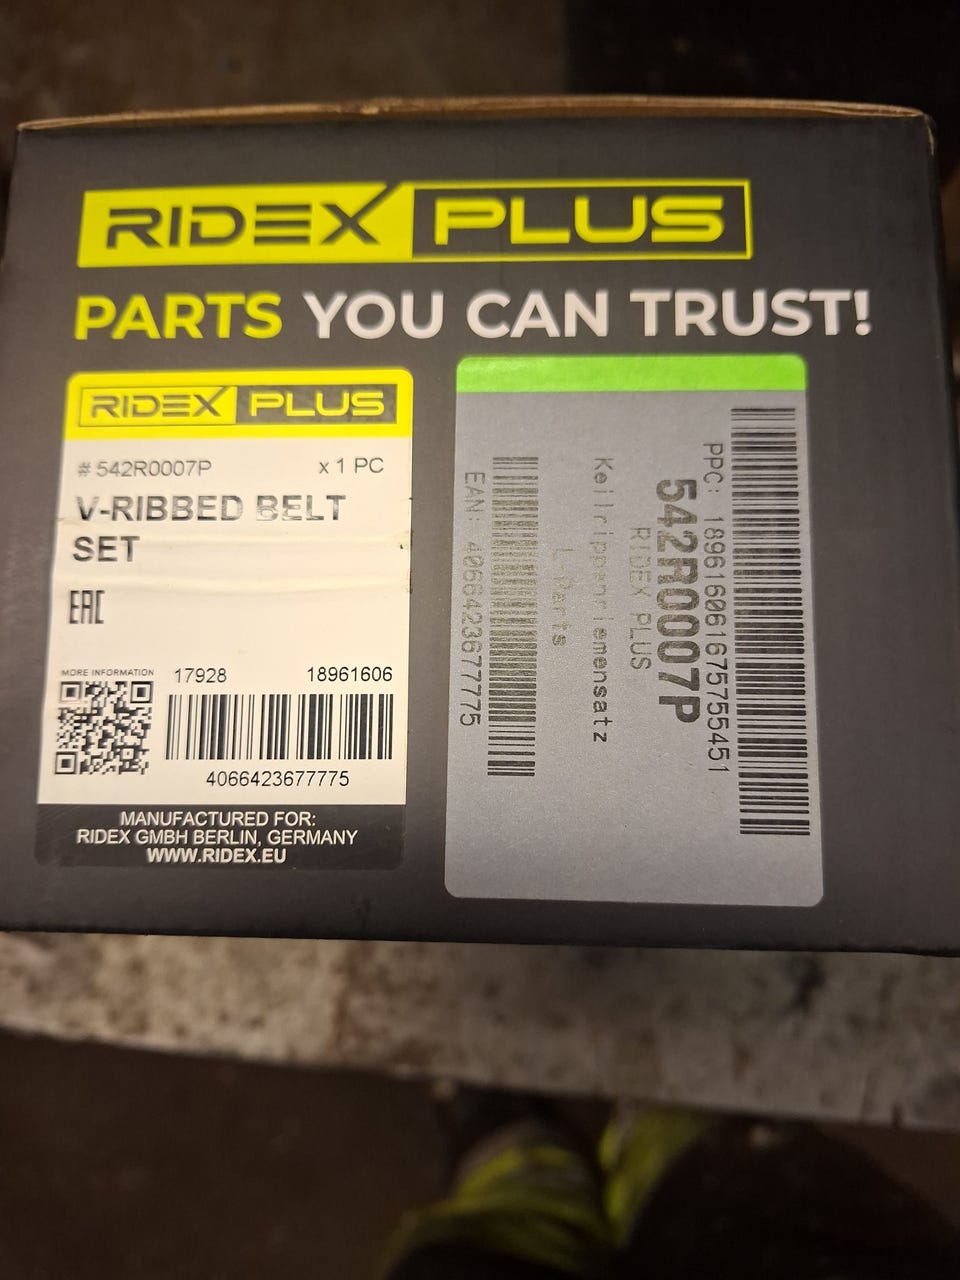 RIDEX PLUS
PARTS YOU CAN TRUST!
RIDEX PLUS
# 542R0007P x 1 PC
V-RIBBED BELT
SET
EAC
MORE INFORMATION
17928 18961606
4066423677775
MANUFACTURED FOR:
RIDEX GMBH BERLIN, GERMANY
WWW.RIDEX.EU
PPC: 1896160616757555451
542R0007P
RIDEX PLUS
Keilrippenriemensatz
L-Parts
EAN: 4066423677775